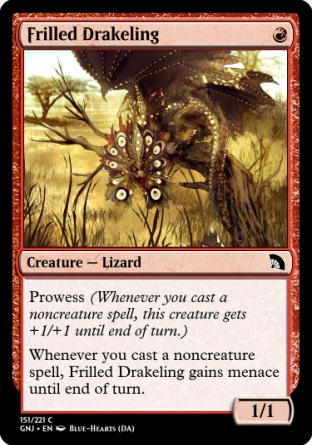 Frilled Drakeling
Creature — Lizard
Prowess (Whenever you cast a
noncreature spell, this creature gets
+1/+1 until end of turn.)
Whenever you cast a noncreature
spell, Frilled Drakeling gains menace
until end of turn.
1/1
151/221 C
GNJ • EN Blue-Hearts (DA)